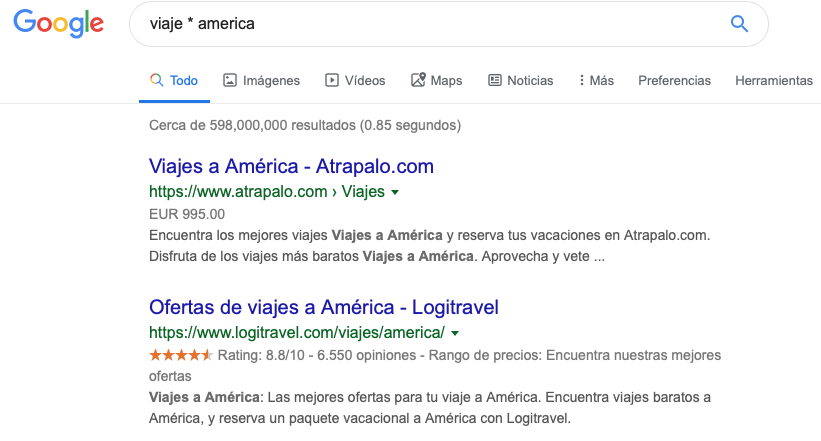 Google
viaje * america
Todo Imágenes Vídeos Maps Noticias Más Preferencias Herramientas
Cerca de 598,000,000 resultados (0.85 segundos)
Viajes a América - Atrapalo.com
https://www.atrapalo.com › Viajes
EUR 995.00
Encuentra los mejores viajes Viajes a América y reserva tus vacaciones en Atrapalo.com.
Disfruta de los viajes más baratos Viajes a América. Aprovecha y vete ...
Ofertas de viajes a América - Logitravel
https://www.logitravel.com/viajes/america/
Rating: 8.8/10 - 6.550 opiniones - Rango de precios: Encuentra nuestras mejores
ofertas
Viajes a América: Las mejores ofertas para tu viaje a América. Encuentra viajes baratos a
América, y reserva un paquete vacacional a América con Logitravel.